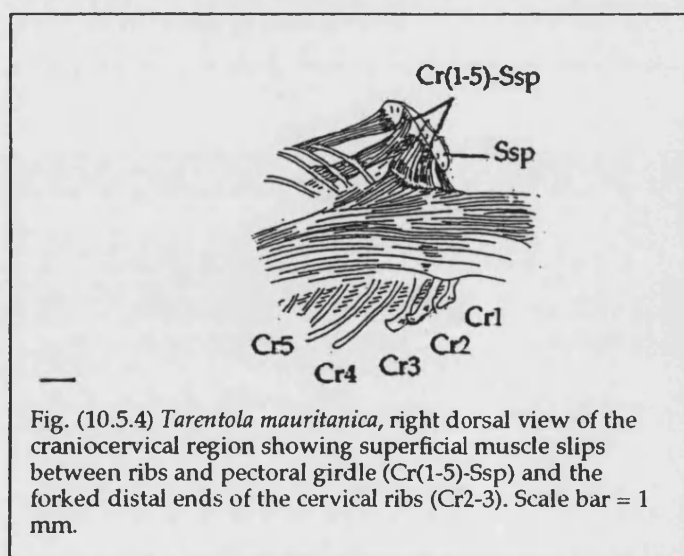 Cr(1-5)-Ssp
Ssp
Cr1
Cr2
Cr3
Cr4
Cr5
Fig. (10.5.4) Tarentola mauritanica, right dorsal view of the
craniocervical region showing superficial muscle slips
between ribs and pectoral girdle (Cr(1-5)-Ssp) and the
forked distal ends of the cervical ribs (Cr2-3). Scale bar = 1
mm.